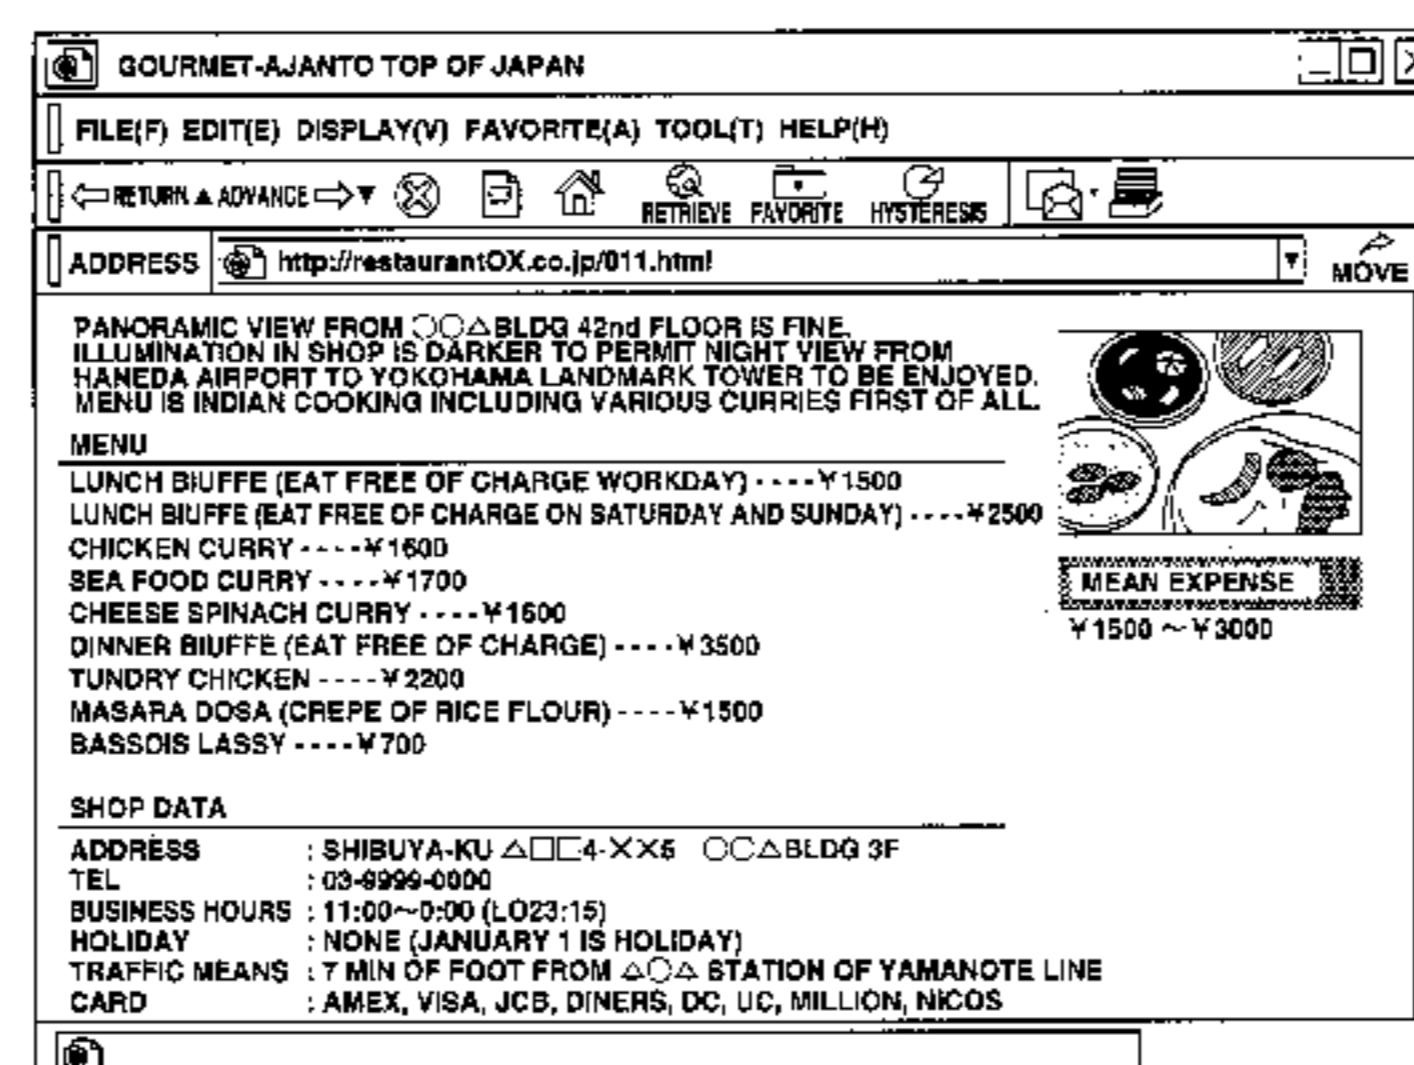 GOURMET-AJANTO TOP OF JAPAN
FILE(F) EDIT(E) DISPLAY(V) FAVORITE(A) TOOL(T) HELP(H)
⇦RETURN ▲ ADVANCE ⇨▼ RETRIEVE FAVORITE HYSTERESIS
ADDRESS http://restaurantOX.co.jp/011.html ▼ MOVE
PANORAMIC VIEW FROM ○○△BLDG 42nd FLOOR IS FINE.
ILLUMINATION IN SHOP IS DARKER TO PERMIT NIGHT VIEW FROM
HANEDA AIRPORT TO YOKOHAMA LANDMARK TOWER TO BE ENJOYED.
MENU IS INDIAN COOKING INCLUDING VARIOUS CURRIES FIRST OF ALL.
MENU
LUNCH BIUFFE (EAT FREE OF CHARGE WORKDAY) ----¥1500
LUNCH BIUFFE (EAT FREE OF CHARGE ON SATURDAY AND SUNDAY) ----¥2500
CHICKEN CURRY ----¥1600
SEA FOOD CURRY ----¥1700
CHEESE SPINACH CURRY ----¥1600
DINNER BIUFFE (EAT FREE OF CHARGE) ----¥3500
TUNDRY CHICKEN ----¥2200
MASARA DOSA (CREPE OF RICE FLOUR) ----¥1500
BASSOIS LASSY ----¥700
MEAN EXPENSE
¥1500 ~ ¥3000
SHOP DATA
ADDRESS : SHIBUYA-KU △□□4-××5 ○○△BLDG 3F
TEL : 03-9999-0000
BUSINESS HOURS : 11:00~0:00 (LO23:15)
HOLIDAY : NONE (JANUARY 1 IS HOLIDAY)
TRAFFIC MEANS : 7 MIN OF FOOT FROM △○△ STATION OF YAMANOTE LINE
CARD : AMEX, VISA, JCB, DINERS, DC, UC, MILLION, NICOS